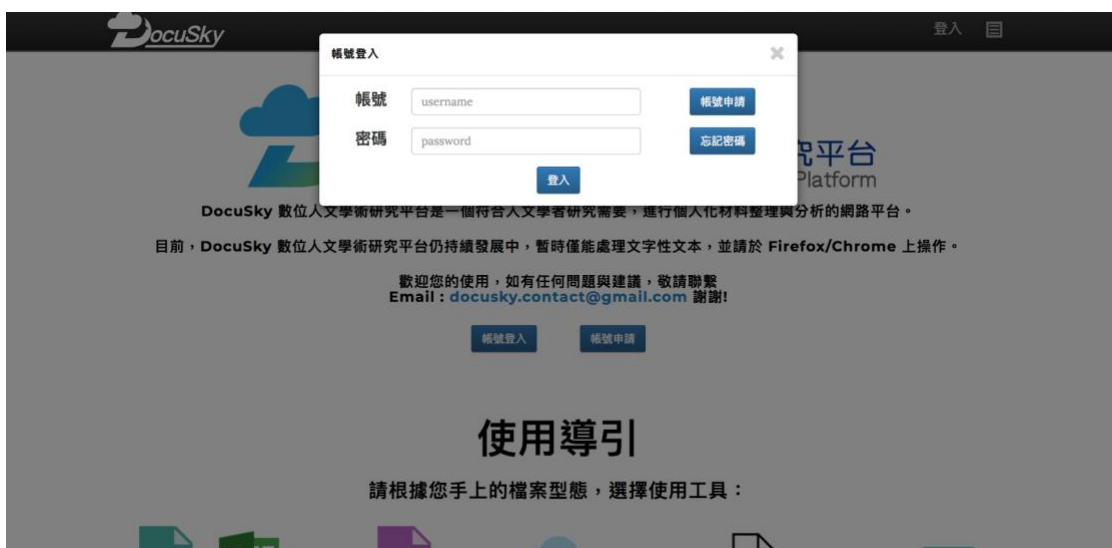 DocuSky
登入
帳號登入
×
帳號 username 帳號申請
密碼 password 忘記密碼
登入
究平台
Platform
DocuSky 數位人文學術研究平台是一個符合人文學者研究需要，進行個人化材料整理與分析的網路平台。
目前，DocuSky 數位人文學術研究平台仍持續發展中，暫時僅能處理文字性文本，並請於 Firefox/Chrome 上操作。
歡迎您的使用，如有任何問題與建議，敬請聯繫
Email : docusky.contact@gmail.com 謝謝!
帳號登入 帳號申請
使用導引
請根據您手上的檔案型態，選擇使用工具：